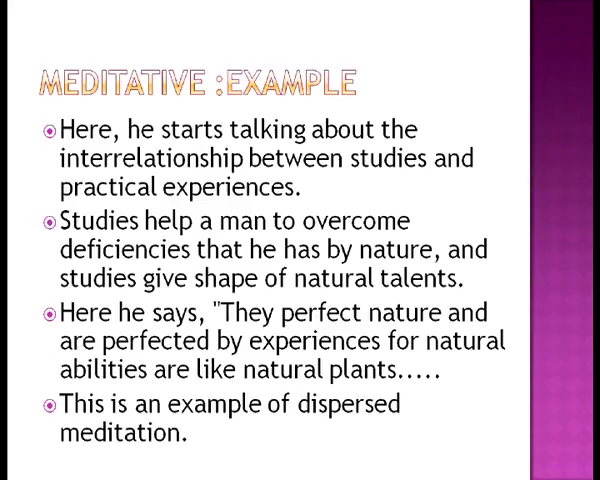 MEDITATIVE :EXAMPLE
Here, he starts talking about the
interrelationship between studies and
practical experiences.
Studies help a man to overcome
deficiencies that he has by nature, and
studies give shape of natural talents.
Here he says, "They perfect nature and
are perfected by experiences for natural
abilities are like natural plants.....
This is an example of dispersed
meditation.